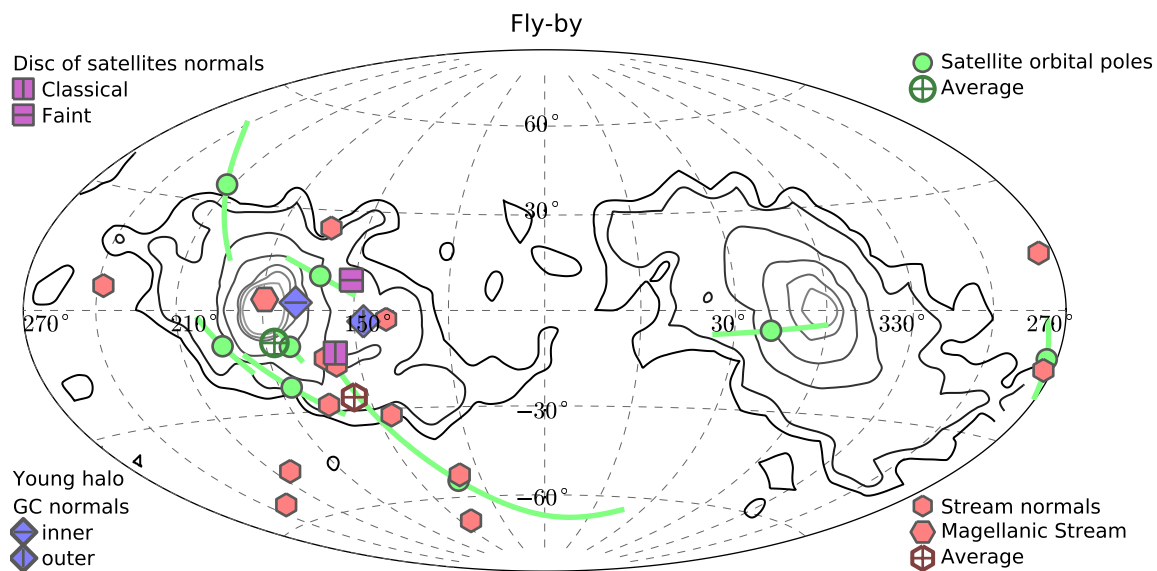 Fly-by
Disc of satellites normals
Classical
Faint
Satellite orbital poles
Average
60°
30°
270°
210°
150°
30°
330°
270°
−30°
−60°
Young halo
GC normals
inner
outer
Stream normals
Magellanic Stream
Average